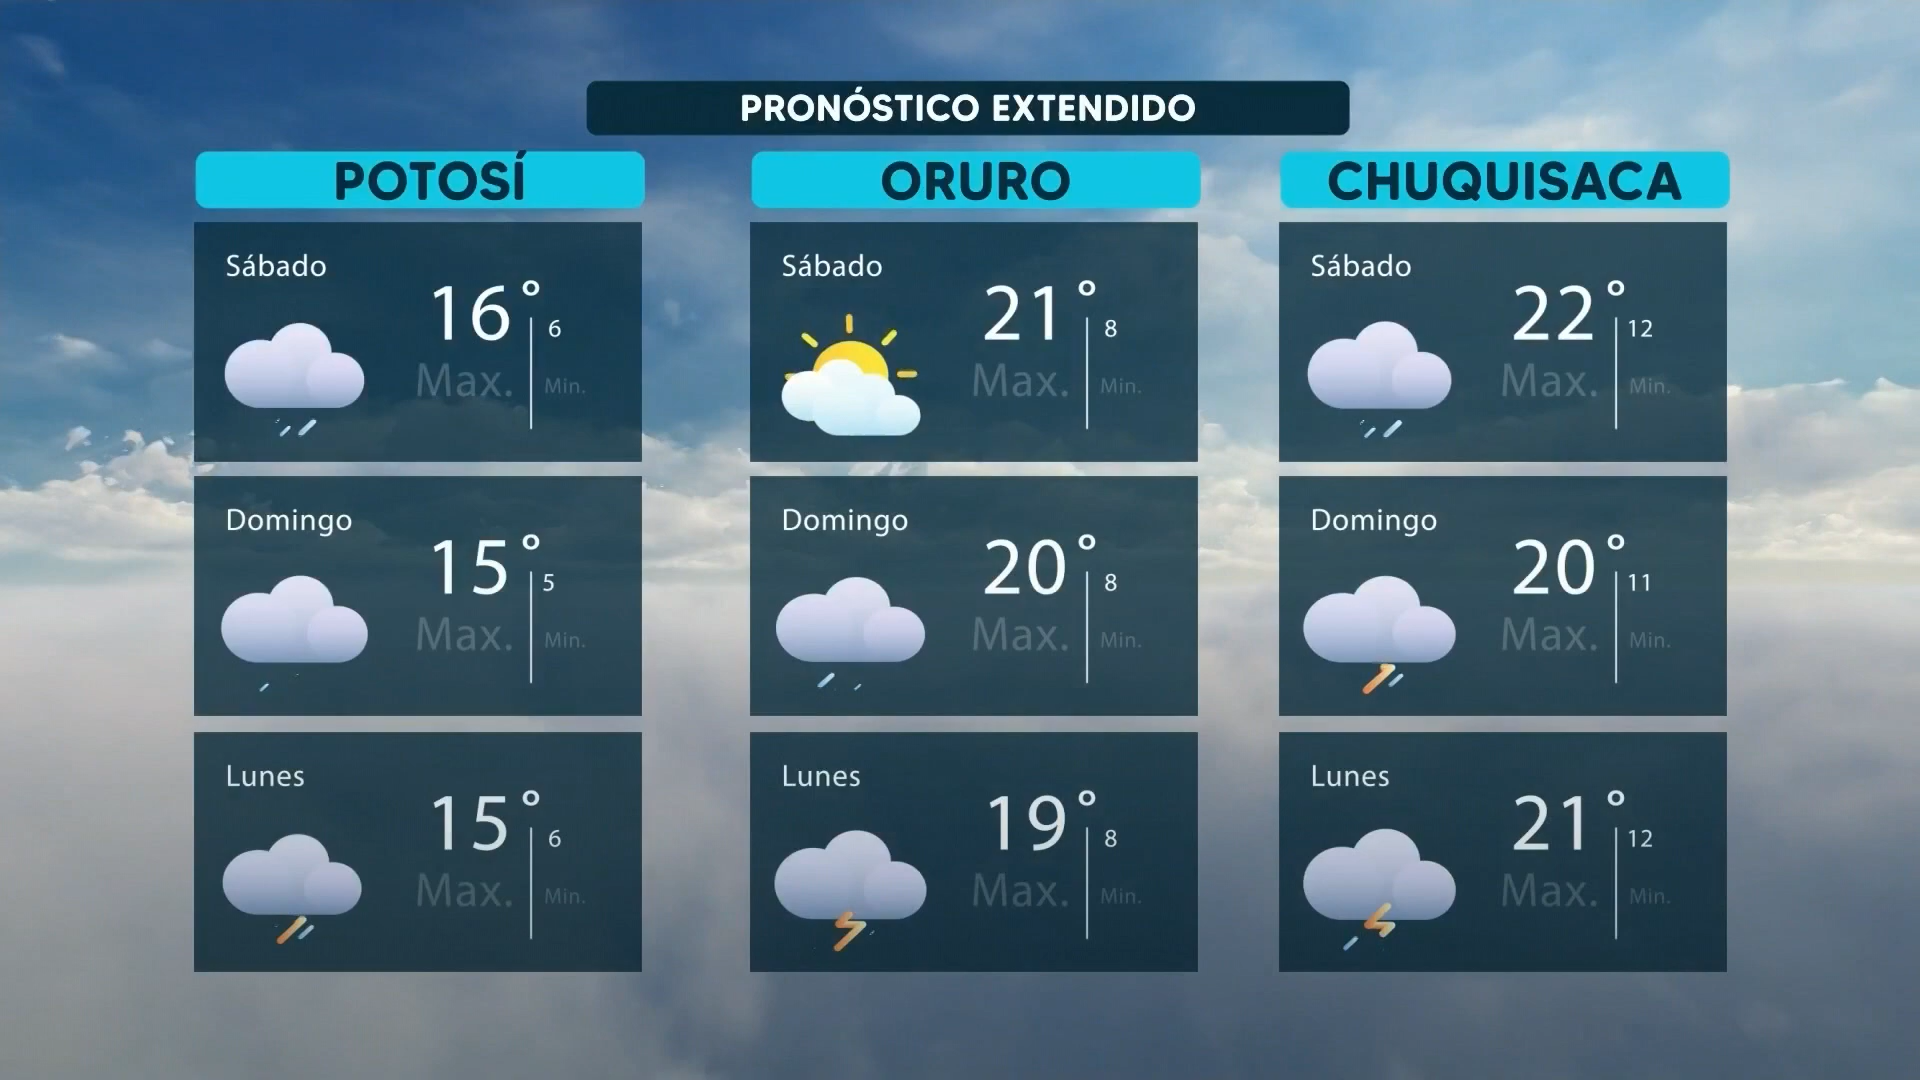 PRONÓSTICO EXTENDIDO
POTOSÍ
Sábado
16°
6
Max.
Min.
Domingo
15°
5
Max.
Min.
Lunes
15°
6
Max.
Min.
ORURO
Sábado
21°
8
Max.
Min.
Domingo
20°
8
Max.
Min.
Lunes
19°
8
Max.
Min.
CHUQUISACA
Sábado
22°
12
Max.
Min.
Domingo
20°
11
Max.
Min.
Lunes
21°
12
Max.
Min.